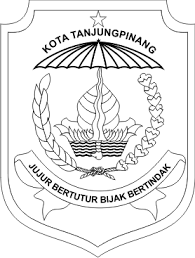 KOTA TANJUNGPINANG
JUJUR BERTUTUR BIJAK BERTINDAK